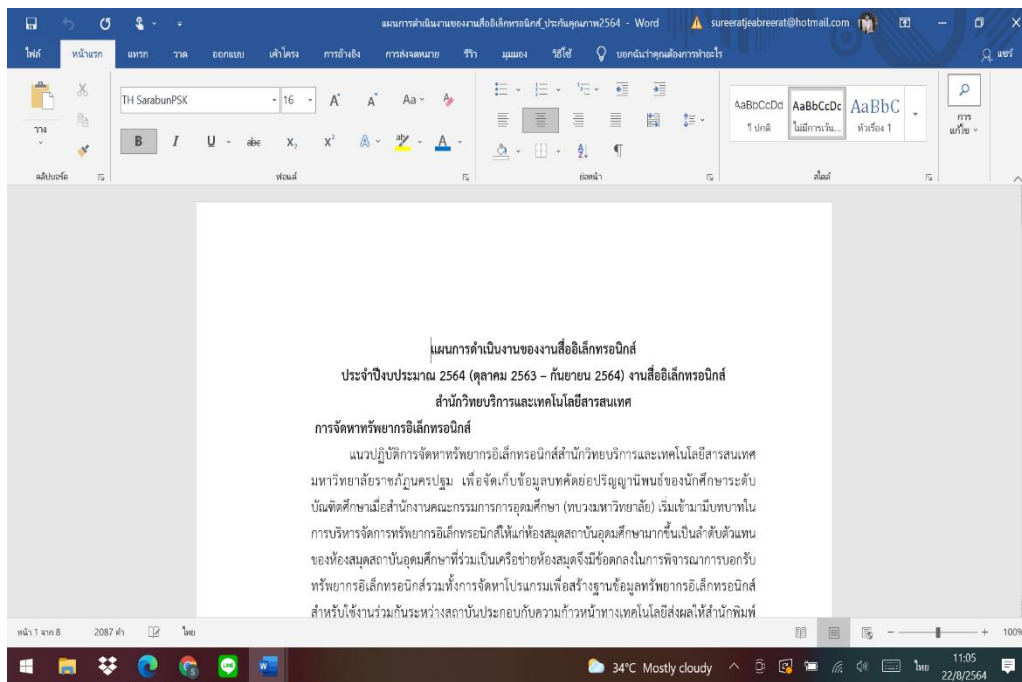 แผนการดำเนินงานของงานสื่ออิเล็กทรอนิกส์_ประกันคุณภาพ2564 - Word
sureeratjeabreerat@hotmail.com
ไฟล์ หน้าแรก แทรก วาด ออกแบบ เค้าโครง การอ้างอิง การส่งจดหมาย รีวิว มุมมอง วิธีใช้ บอกฉันว่าคุณต้องการทำอะไร แชร์
TH SarabunPSK 16 A A Aa
AaBbCcDd AaBbCcDc AaBbC
วาง B I U abc X2 X2 A aby A
ปกติ ไม่มีการเว้น... หัวเรื่อง 1
การแก้ไข
คลิปบอร์ด ฟอนต์ ย่อหน้า สไตล์
แผนการดำเนินงานของงานสื่ออิเล็กทรอนิกส์
ประจำปีงบประมาณ 2564 (ตุลาคม 2563 – กันยายน 2564) งานสื่ออิเล็กทรอนิกส์
สำนักวิทยบริการและเทคโนโลยีสารสนเทศ
การจัดหาทรัพยากรอิเล็กทรอนิกส์
แนวปฏิบัติการจัดหาทรัพยากรอิเล็กทรอนิกส์สำนักวิทยบริการและเทคโนโลยีสารสนเทศ
มหาวิทยาลัยราชภัฏนครปฐม เพื่อจัดเก็บข้อมูลบทคัดย่อปริญญานิพนธ์ของนักศึกษาระดับ
บัณฑิตศึกษาเมื่อสำนักงานคณะกรรมการการอุดมศึกษา (ทบวงมหาวิทยาลัย) เริ่มเข้ามามีบทบาทใน
การบริหารจัดการทรัพยากรอิเล็กทรอนิกส์ให้แก่ห้องสมุดสถาบันอุดมศึกษามากขึ้นเป็นลำดับตัวแทน
ของห้องสมุดสถาบันอุดมศึกษาที่ร่วมเป็นเครือข่ายห้องสมุดจึงมีข้อตกลงในการพิจารณาการบอกรับ
ทรัพยากรอิเล็กทรอนิกส์รวมทั้งการจัดหาโปรแกรมเพื่อสร้างฐานข้อมูลทรัพยากรอิเล็กทรอนิกส์
สำหรับใช้งานร่วมกันระหว่างสถาบันประกอบกับความก้าวหน้าทางเทคโนโลยีส่งผลให้สำนักพิมพ์
หน้า 1 จาก 8 2087 คำ ไทย 100%
34°C Mostly cloudy ไทย 11:05
22/8/2564